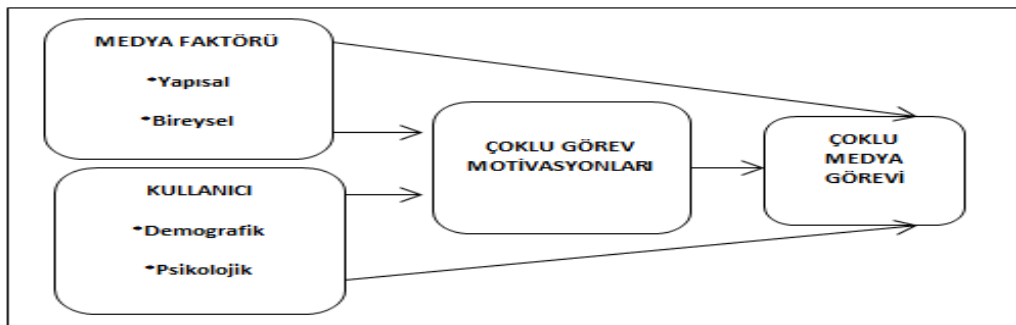 MEDYA FAKTÖRÜ
*Yapısal
*Bireysel
KULLANICI
*Demografik
*Psikolojik
ÇOKLU GÖREV
MOTİVASYONLARI
ÇOKLU
MEDYA
GÖREVİ